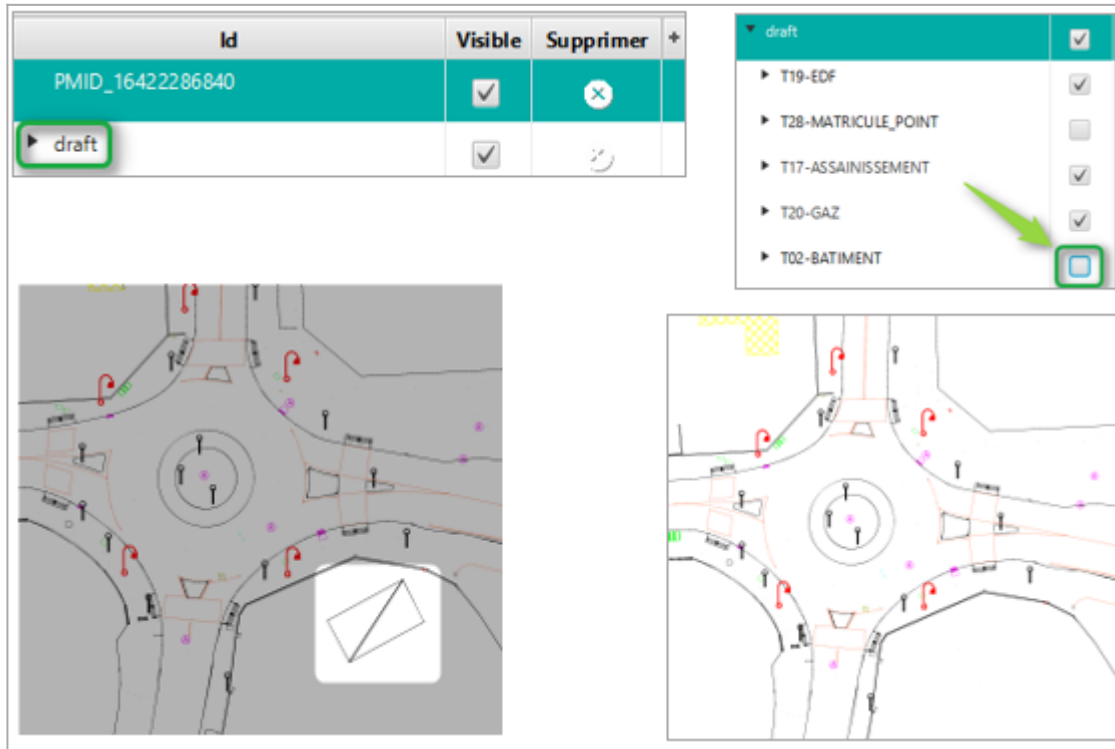 Id Visible Supprimer +
PMID_16422286840
draft
draft
T19-EDF
T28-MATRICULE_POINT
T17-ASSAINISSEMENT
T20-GAZ
T02-BATIMENT